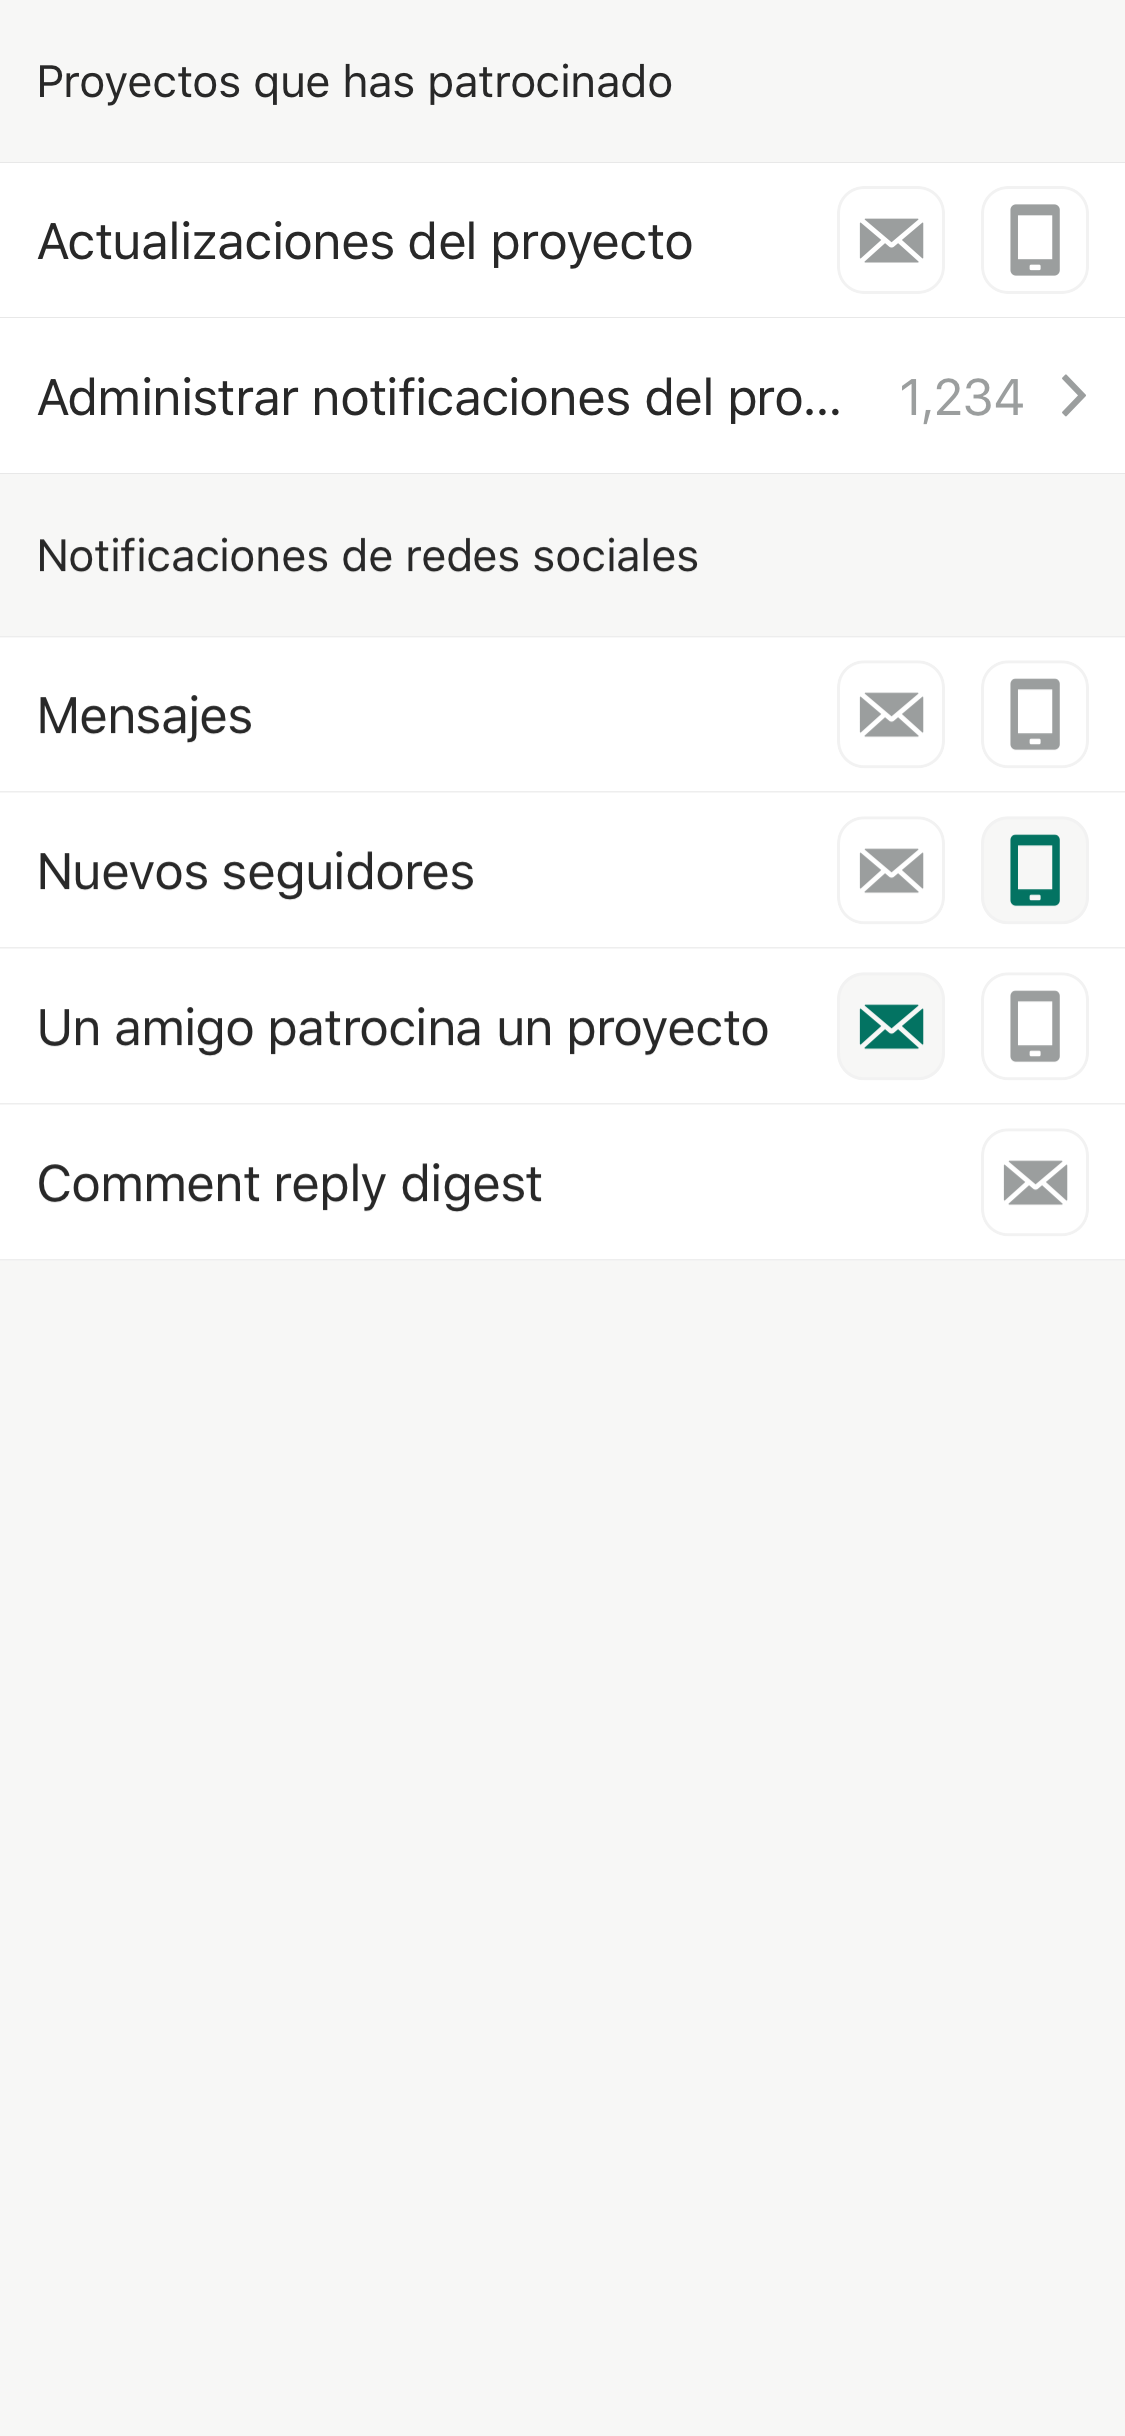 Proyectos que has patrocinado
Actualizaciones del proyecto
Administrar notificaciones del pro... 1,234
Notificaciones de redes sociales
Mensajes
Nuevos seguidores
Un amigo patrocina un proyecto
Comment reply digest